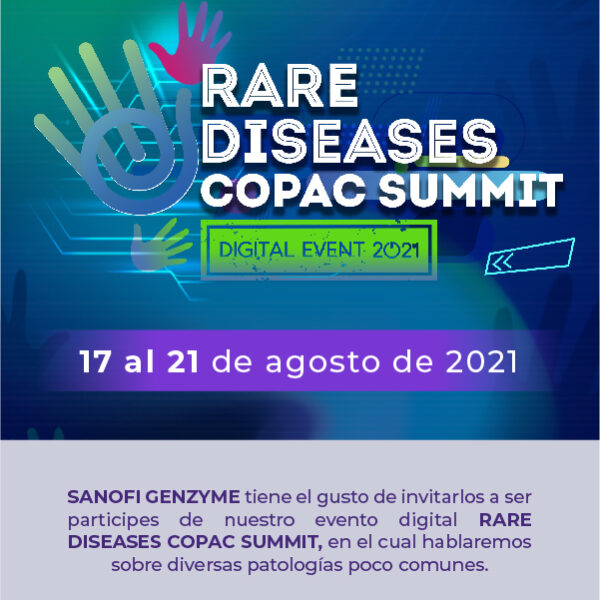 RARE
DISEASES
COPAC SUMMIT
DIGITAL EVENT 2021
17 al 21 de agosto de 2021
SANOFI GENZYME tiene el gusto de invitarlos a ser
participes de nuestro evento digital RARE
DISEASES COPAC SUMMIT, en el cual hablaremos
sobre diversas patologías poco comunes.